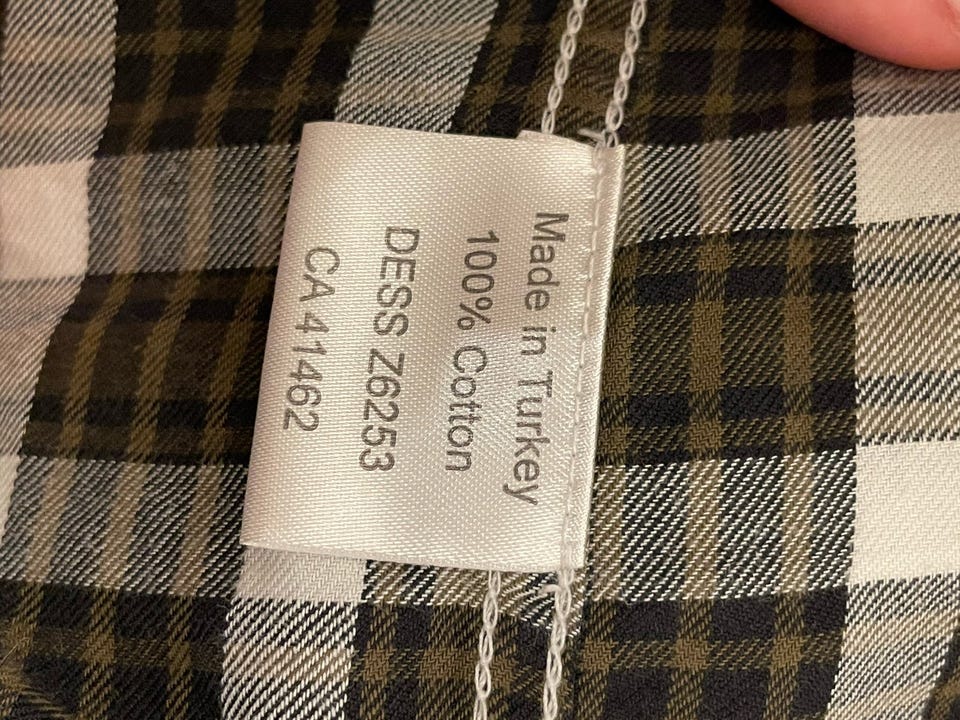 Made in Turkey
100% Cotton
DESS Z6253
CA 41462